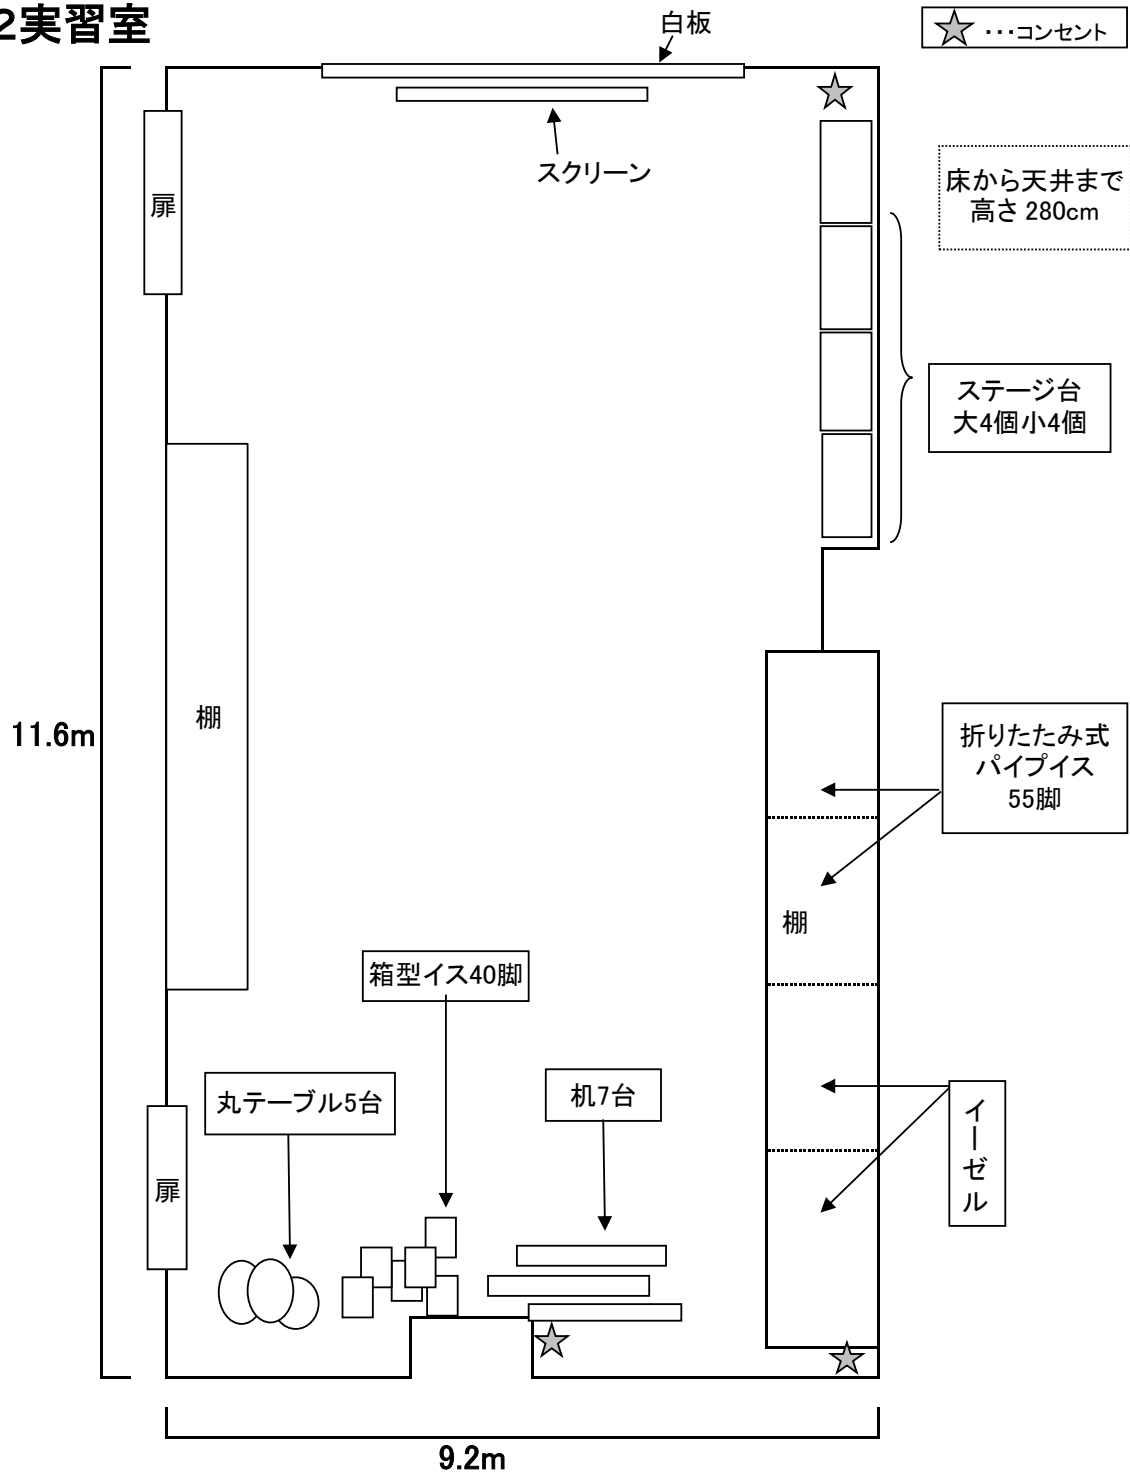 2実習室
白板
・・・コンセント
スクリーン
床から天井まで
高さ 280cm
扉
ステージ台
大4個小4個
棚
11.6m
折りたたみ式
パイプイス
55脚
棚
箱型イス40脚
丸テーブル5台
机7台
イーゼル
扉
9.2m